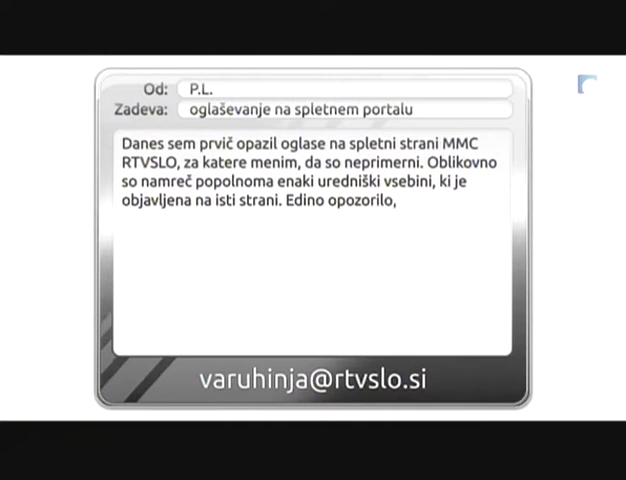 Od: P.L.
Zadeva: oglaševanje na spletnem portalu
Danes sem prvič opazil oglase na spletni strani MMC
RTVSLO, za katere menim, da so neprimerni. Oblikovno
so namreč popolnoma enaki uredniški vsebini, ki je
objavljena na isti strani. Edino opozorilo,
varuhinja@rtvslo.si